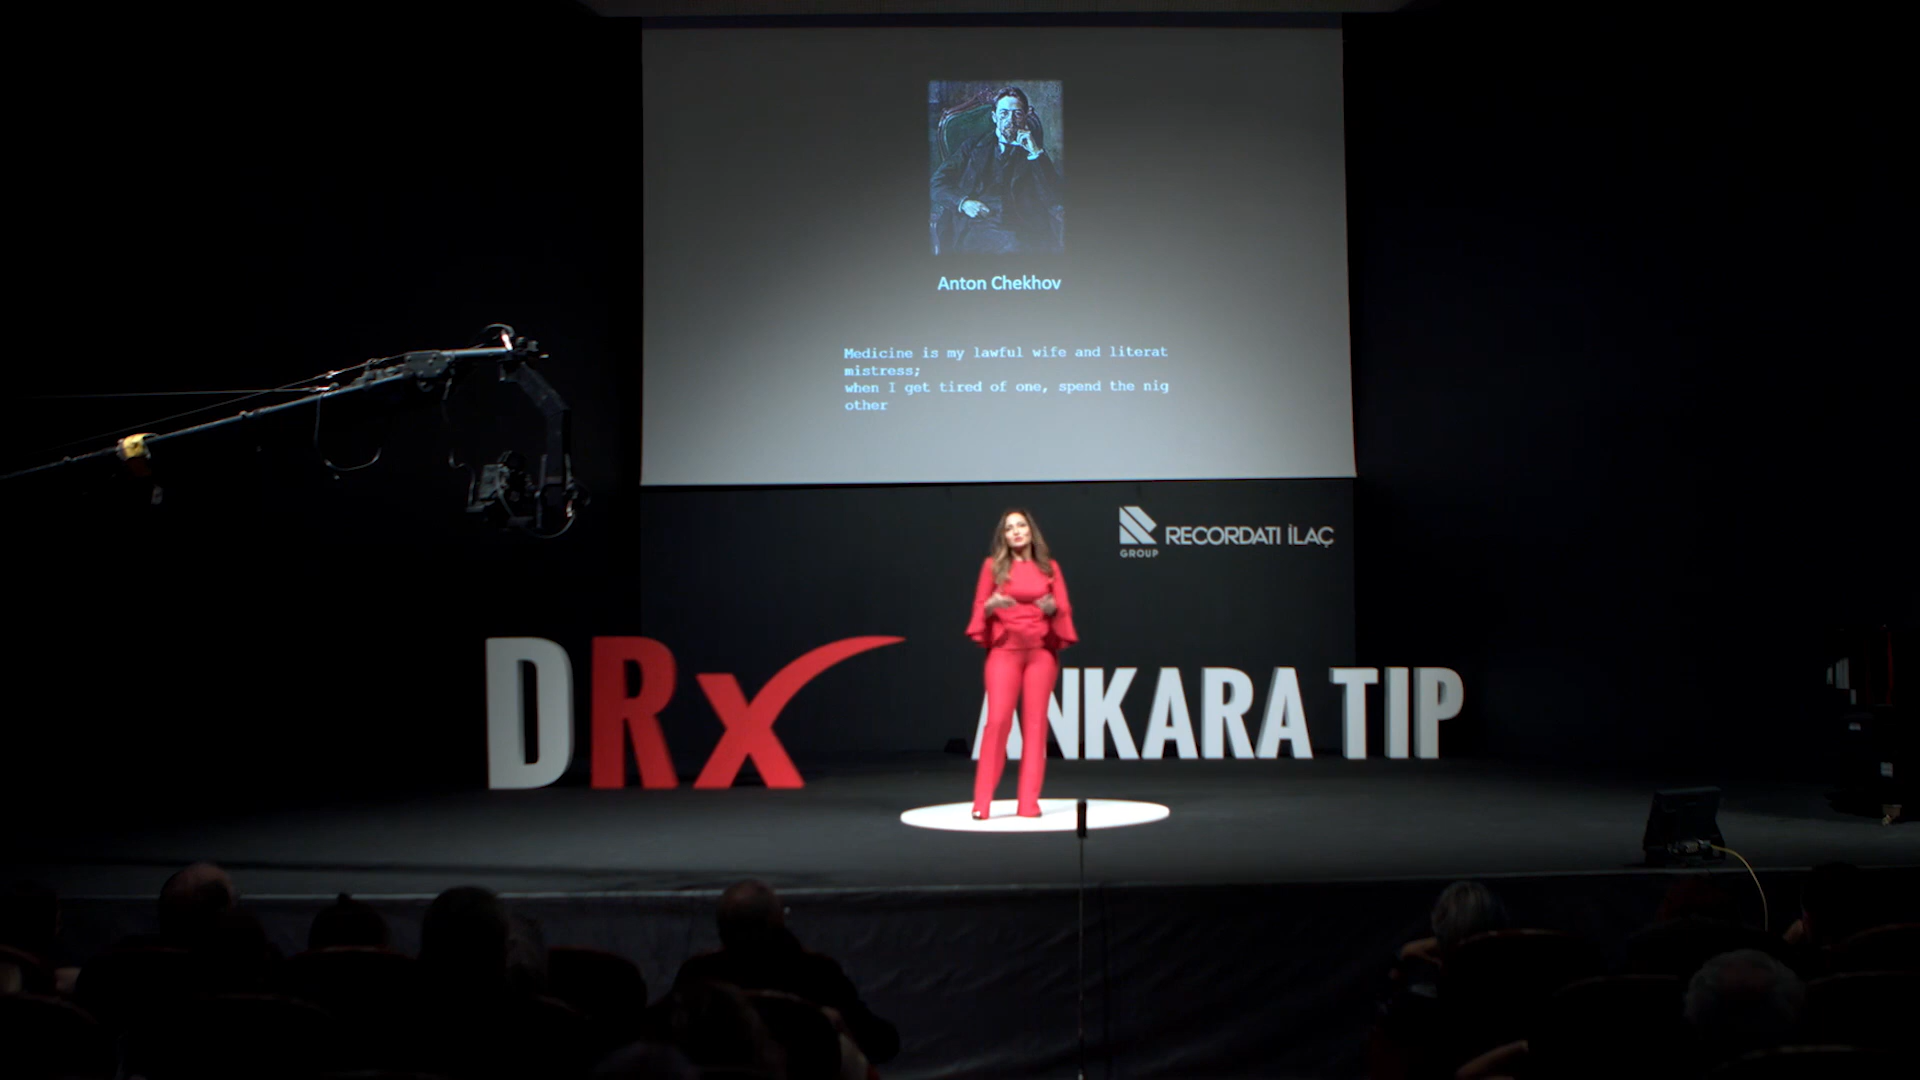 Anton Chekhov
Medicine is my lawful wife and literat
mistress;
when I get tired of one, spend the nig
other
GROUP
RECORDATI İLAÇ
DRx
ANKARA TIP